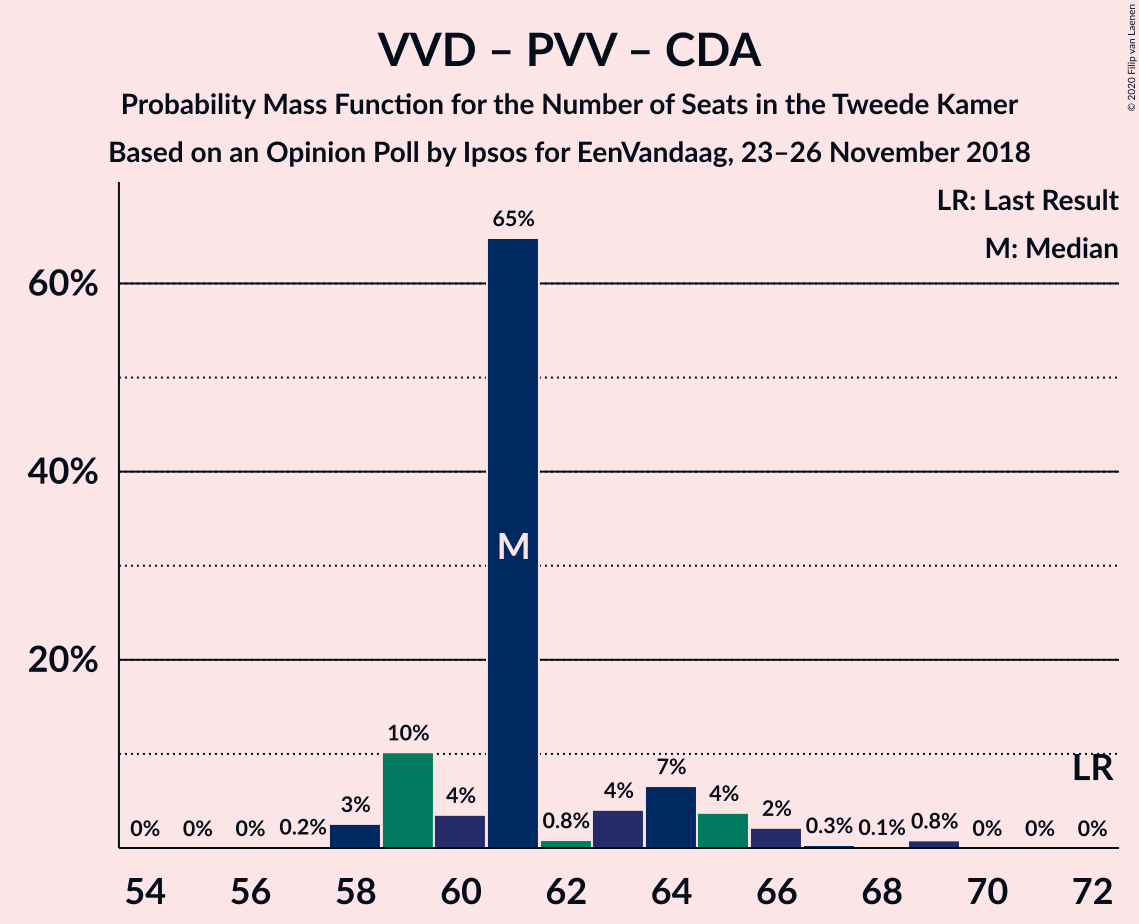 VVD – PVV – CDA
Probability Mass Function for the Number of Seats in the Tweede Kamer
Based on an Opinion Poll by Ipsos for EenVandaag, 23–26 November 2018
© 2020 Filip van Laenen
LR: Last Result
M: Median
60%
40%
20%
0% 0% 0% 0.2% 3% 10% 4% 65% 0.8% 4% 7% 4% 2% 0.3% 0.1% 0.8% 0% 0% 0%
M
LR
54 56 58 60 62 64 66 68 70 72